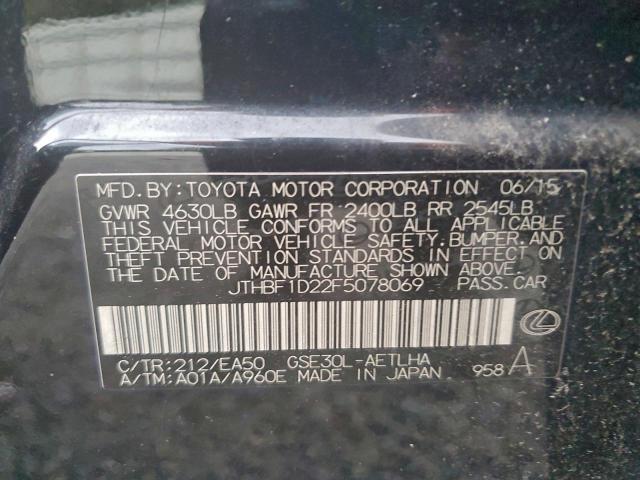 MFD.BY:TOYOTA MOTOR CORPORATION 06/15
GVWR 4630LB GAWR FR 2400LB RR 2545LB
THIS VEHICLE CONFORMS TO ALL APPLICABLE
FEDERAL MOTOR VEHICLE SAFETY,BUMPER,AND
THEFT PREVENTION STANDARDS IN EFFECT ON
THE DATE OF MANUFACTURE SHOWN ABOVE.
JTHBF1D22F5078069 PASS.CAR
C/TR:212/EA50 GSE30L-AETLHA
A/TM:A01A/A960E MADE IN JAPAN 958 A